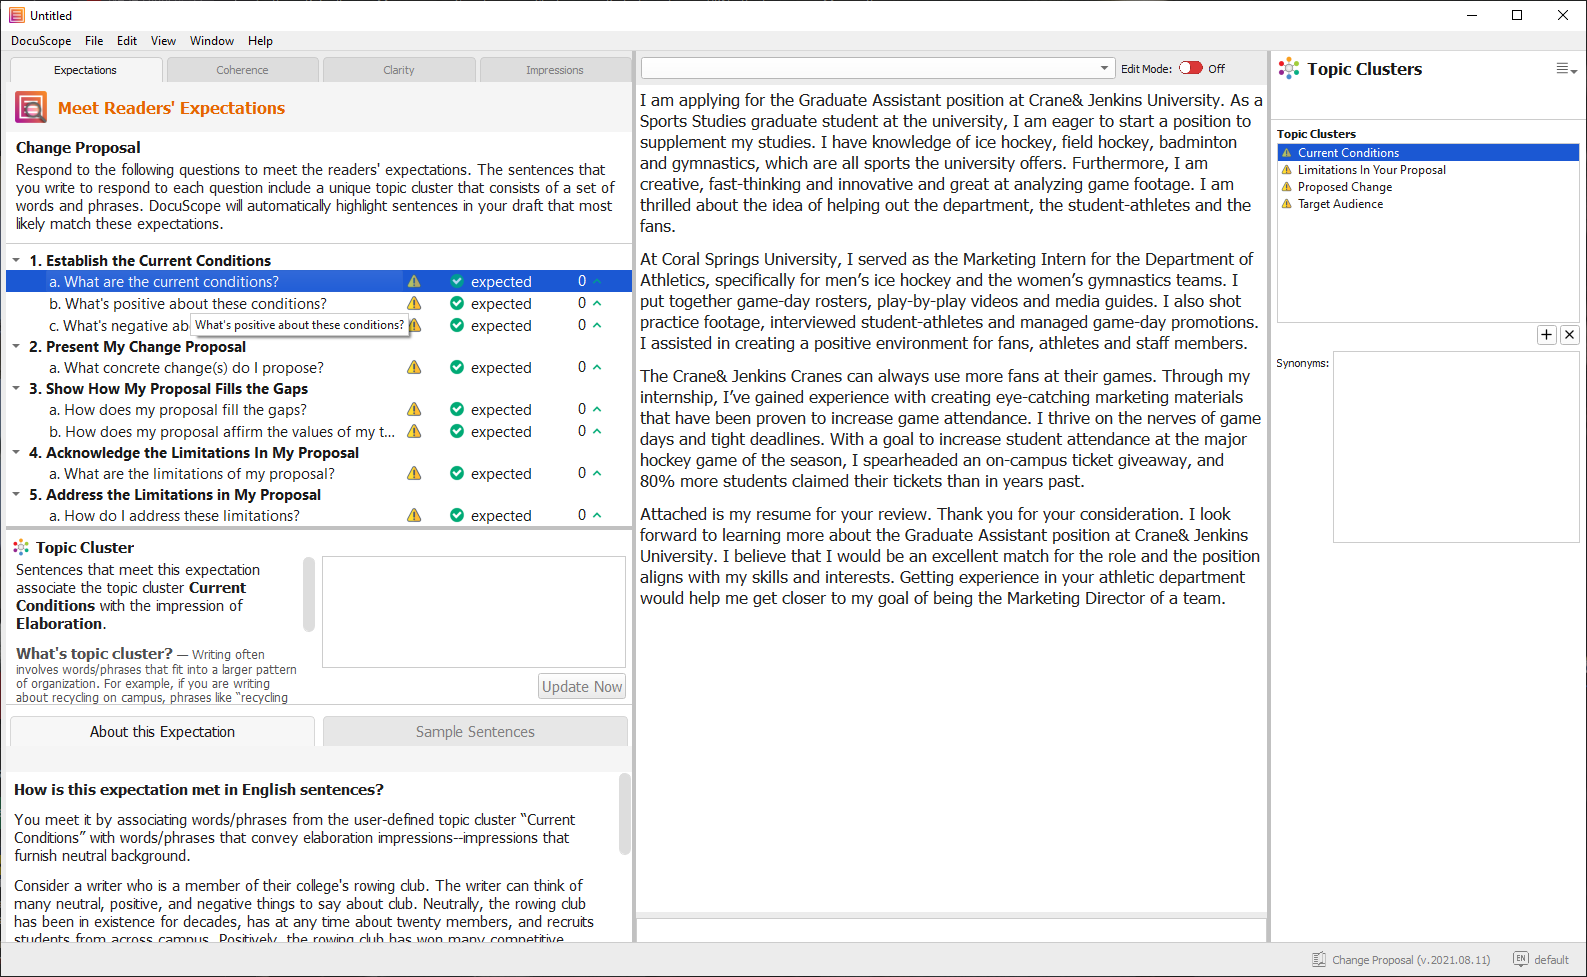 Untitled
DocuScope File Edit View Window Help
Expectations Coherence Clarity Impressions
Meet Readers' Expectations
Change Proposal
Respond to the following questions to meet the readers' expectations. The sentences that
you write to respond to each question include a unique topic cluster that consists of a set of
words and phrases. DocuScope will automatically highlight sentences in your draft that most
likely match these expectations.
1. Establish the Current Conditions
a. What are the current conditions? expected 0
b. What's positive about these conditions? expected 0
c. What's negative ab expected 0
What's positive about these conditions?
2. Present My Change Proposal
a. What concrete change(s) do I propose? expected 0
3. Show How My Proposal Fills the Gaps
a. How does my proposal fill the gaps? expected 0
b. How does my proposal affirm the values of my t... expected 0
4. Acknowledge the Limitations In My Proposal
a. What are the limitations of my proposal? expected 0
5. Address the Limitations in My Proposal
a. How do I address these limitations? expected 0
Topic Cluster
Sentences that meet this expectation
associate the topic cluster Current
Conditions with the impression of
Elaboration.
What's topic cluster? — Writing often
involves words/phrases that fit into a larger pattern
of organization. For example, if you are writing
about recycling on campus, phrases like "recycling
Update Now
About this Expectation Sample Sentences
How is this expectation met in English sentences?
You meet it by associating words/phrases from the user-defined topic cluster “Current
Conditions” with words/phrases that convey elaboration impressions--impressions that
furnish neutral background.
Consider a writer who is a member of their college's rowing club. The writer can think of
many neutral, positive, and negative things to say about club. Neutrally, the rowing club
has been in existence for decades, has at any time about twenty members, and recruits
students from across campus. Positively, the rowing club has won many competitive
Edit Mode: Off
I am applying for the Graduate Assistant position at Crane& Jenkins University. As a
Sports Studies graduate student at the university, I am eager to start a position to
supplement my studies. I have knowledge of ice hockey, field hockey, badminton
and gymnastics, which are all sports the university offers. Furthermore, I am
creative, fast-thinking and innovative and great at analyzing game footage. I am
thrilled about the idea of helping out the department, the student-athletes and the
fans.
At Coral Springs University, I served as the Marketing Intern for the Department of
Athletics, specifically for men’s ice hockey and the women’s gymnastics teams. I
put together game-day rosters, play-by-play videos and media guides. I also shot
practice footage, interviewed student-athletes and managed game-day promotions.
I assisted in creating a positive environment for fans, athletes and staff members.
The Crane& Jenkins Cranes can always use more fans at their games. Through my
internship, I’ve gained experience with creating eye-catching marketing materials
that have been proven to increase game attendance. I thrive on the nerves of game
days and tight deadlines. With a goal to increase student attendance at the major
hockey game of the season, I spearheaded an on-campus ticket giveaway, and
80% more students claimed their tickets than in years past.
Attached is my resume for your review. Thank you for your consideration. I look
forward to learning more about the Graduate Assistant position at Crane& Jenkins
University. I believe that I would be an excellent match for the role and the position
aligns with my skills and interests. Getting experience in your athletic department
would help me get closer to my goal of being the Marketing Director of a team.
Topic Clusters
Topic Clusters
Current Conditions
Limitations In Your Proposal
Proposed Change
Target Audience
Synonyms:
Change Proposal (v.2021.08.11) EN default